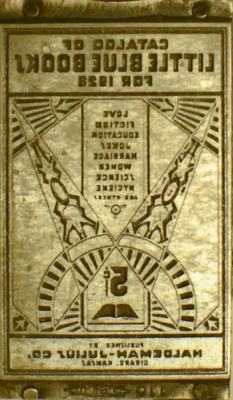 CATALOG OF
LITTLE BLUE BOOKS
FOR 1928
LOVE
FICTION
EDUCATION
JOKES
MARRIAGE
WOMEN
SCIENCE
HYGIENE
AND OTHERS
5¢
PUBLISHED BY
HALDEMAN-JULIUS CO.
GIRARD, KANSAS